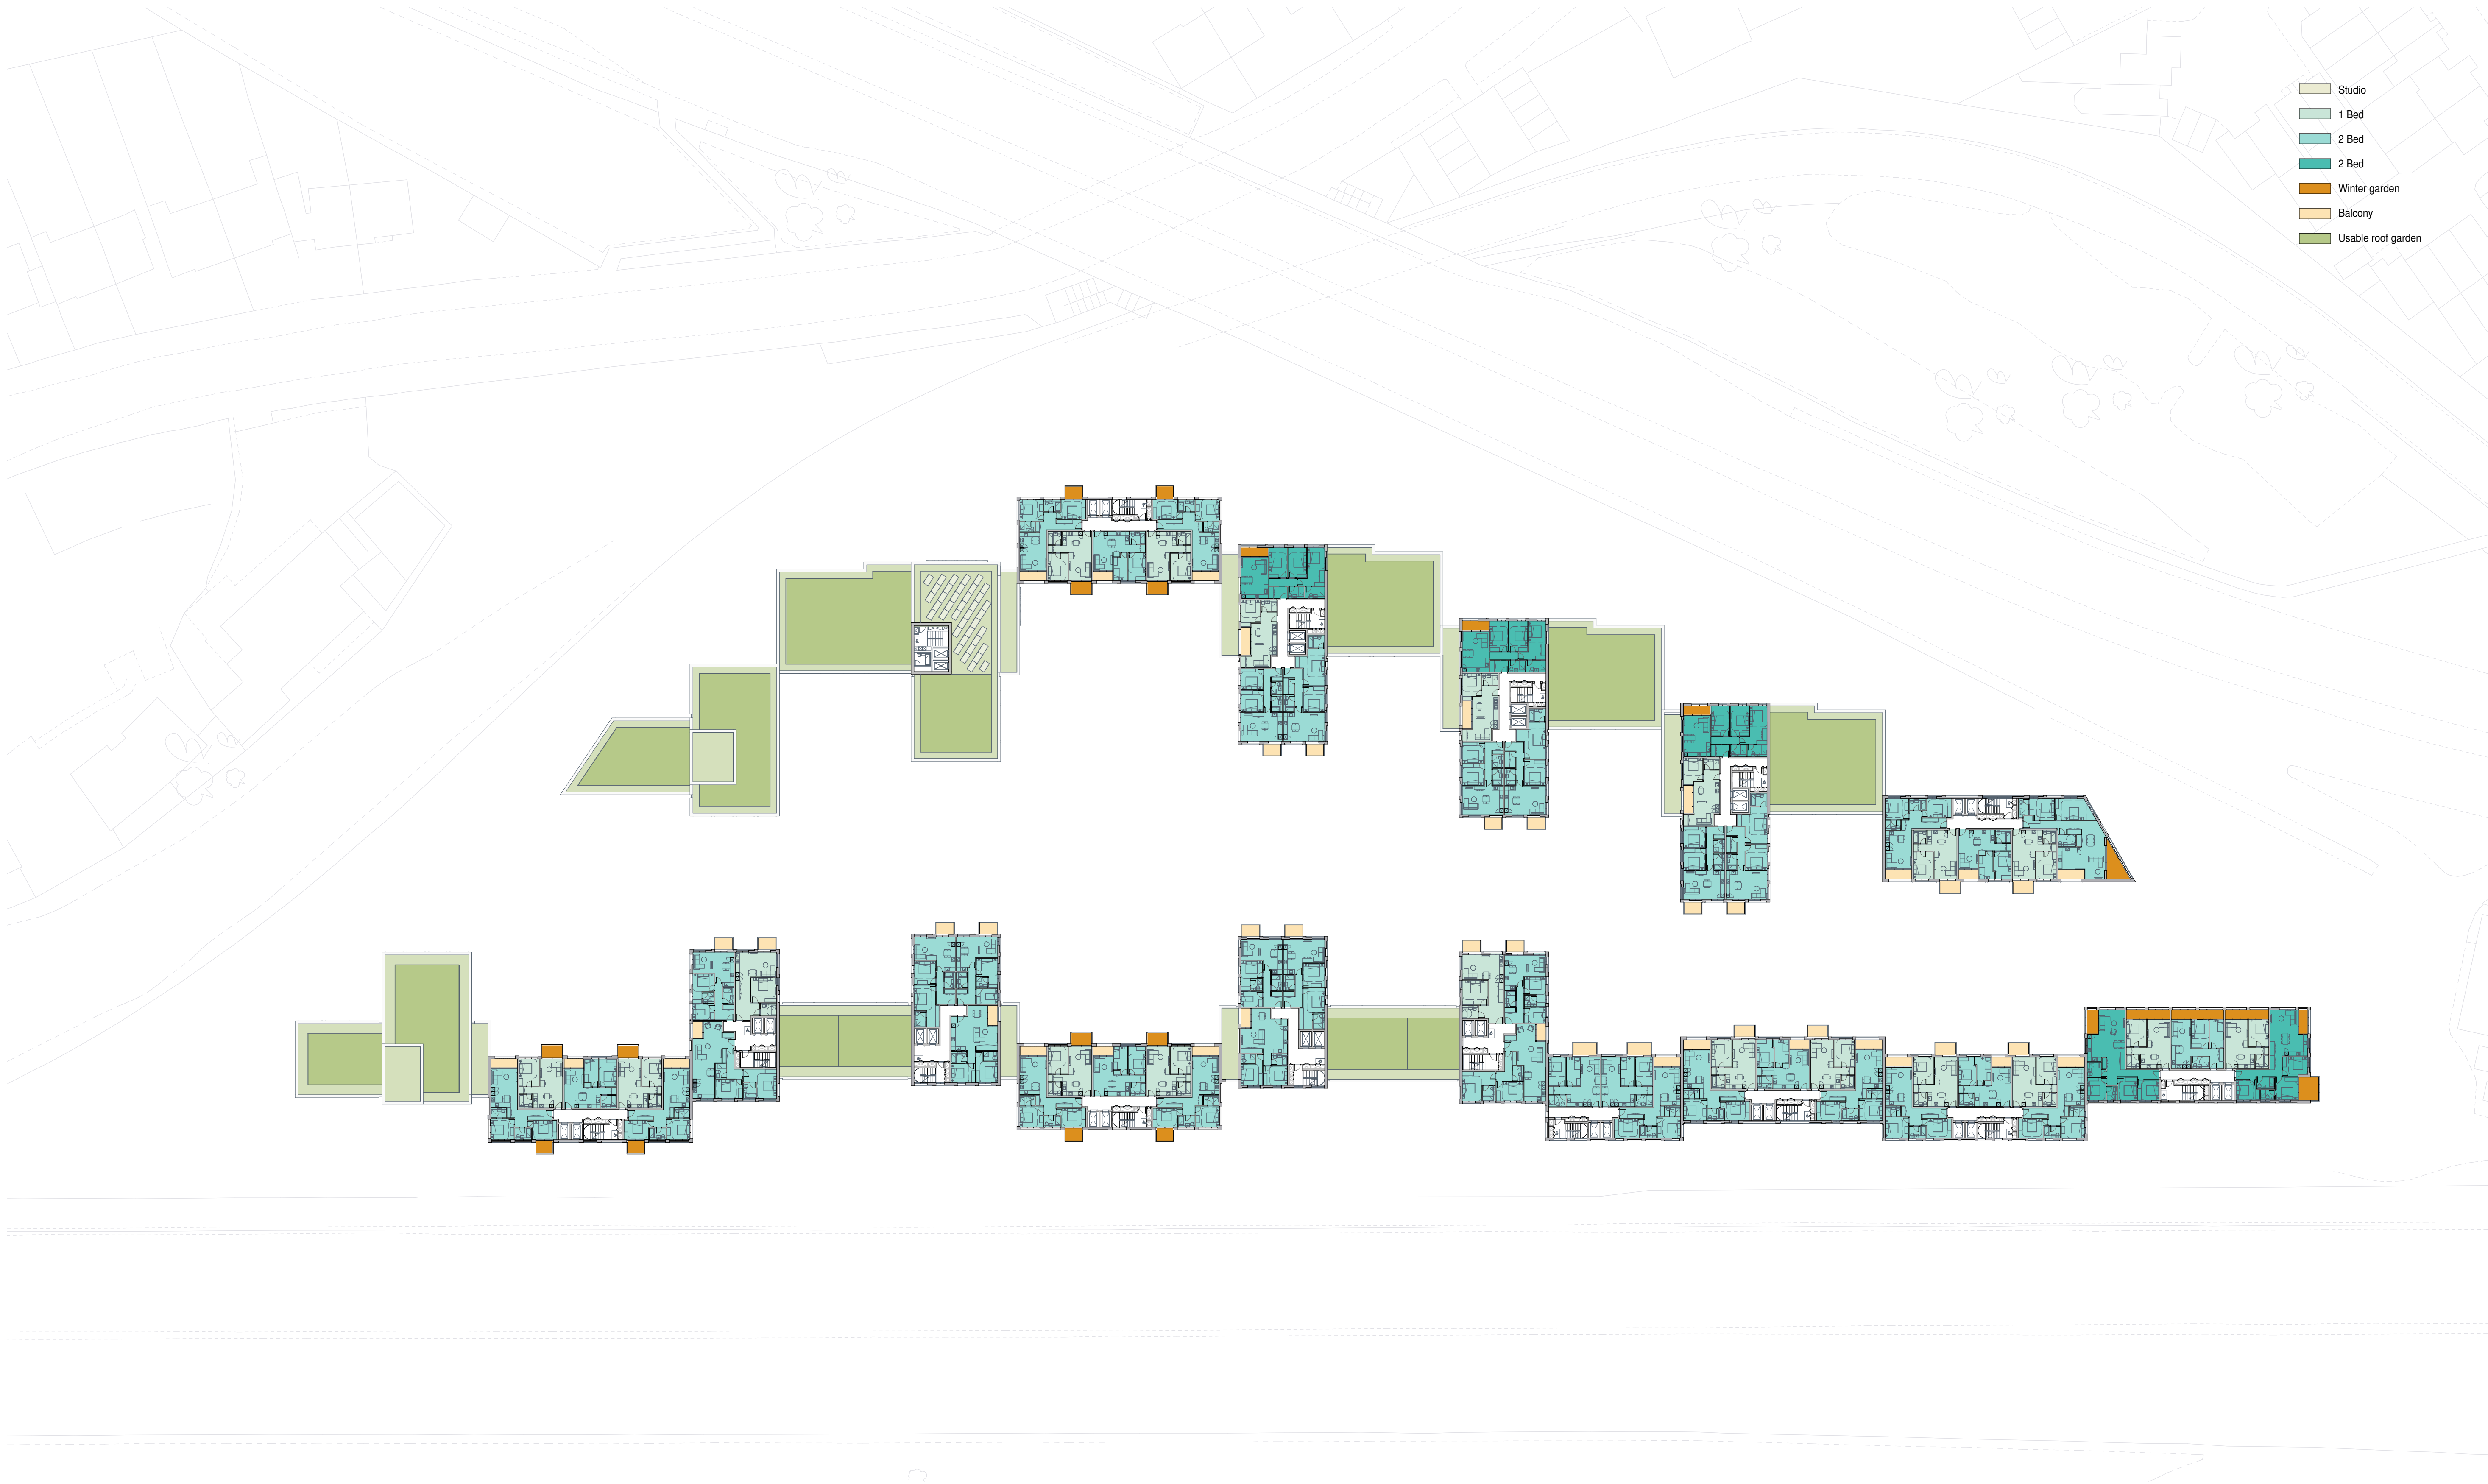 Studio
1 Bed
2 Bed
2 Bed
Winter garden
Balcony
Usable roof garden